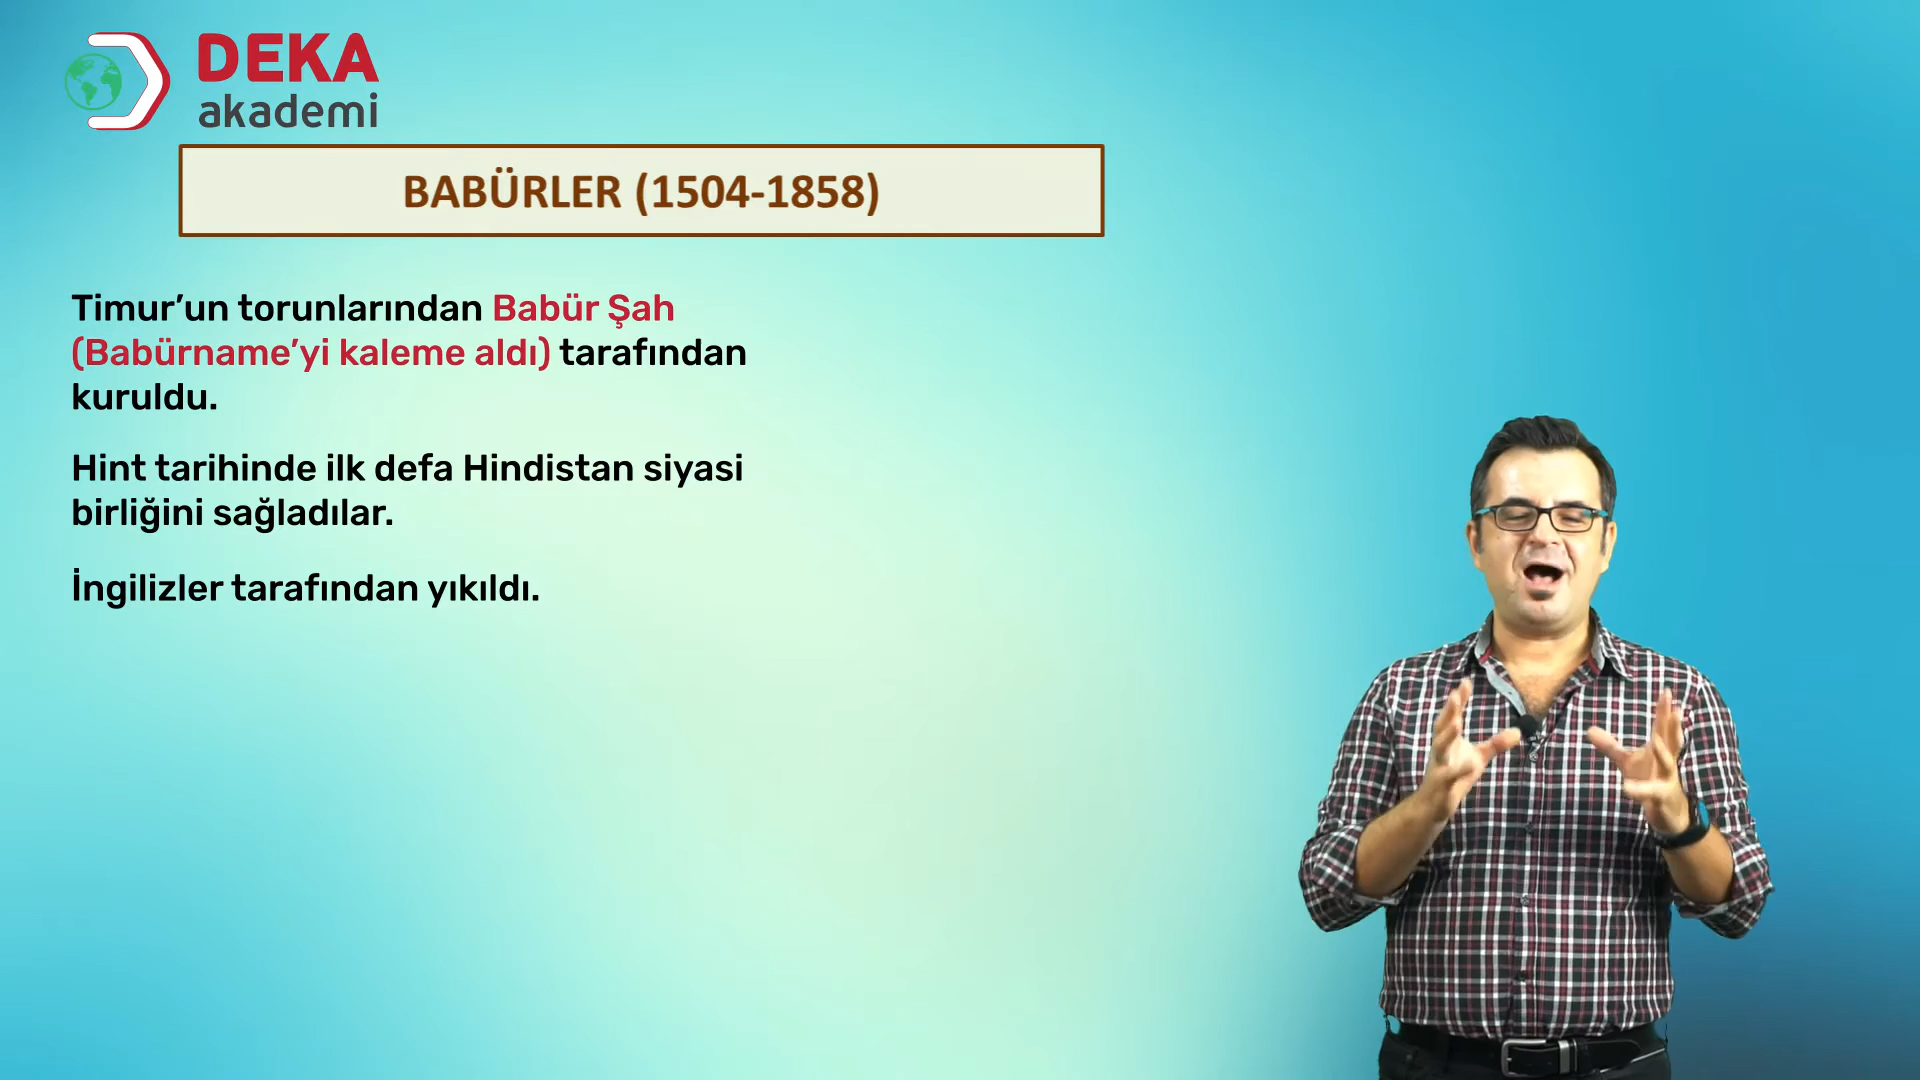 DEKA
akademi
BABÜRLER (1504-1858)
Timur’un torunlarından Babür Şah
(Babürname’yi kaleme aldı) tarafından
kuruldu.
Hint tarihinde ilk defa Hindistan siyasi
birliğini sağladılar.
İngilizler tarafından yıkıldı.